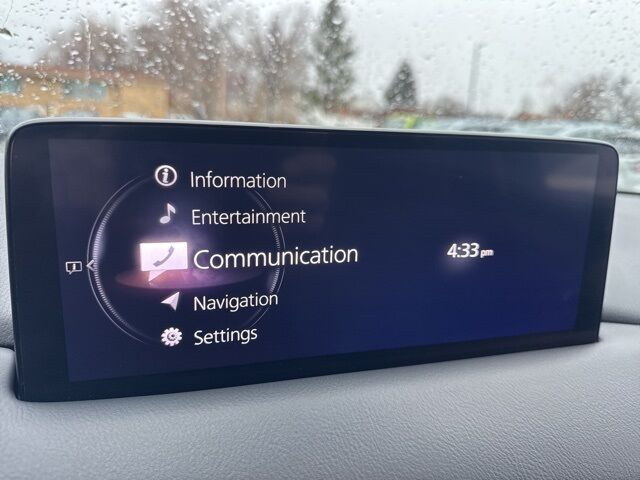 Information
Entertainment
Communication
4:33 pm
Navigation
Settings